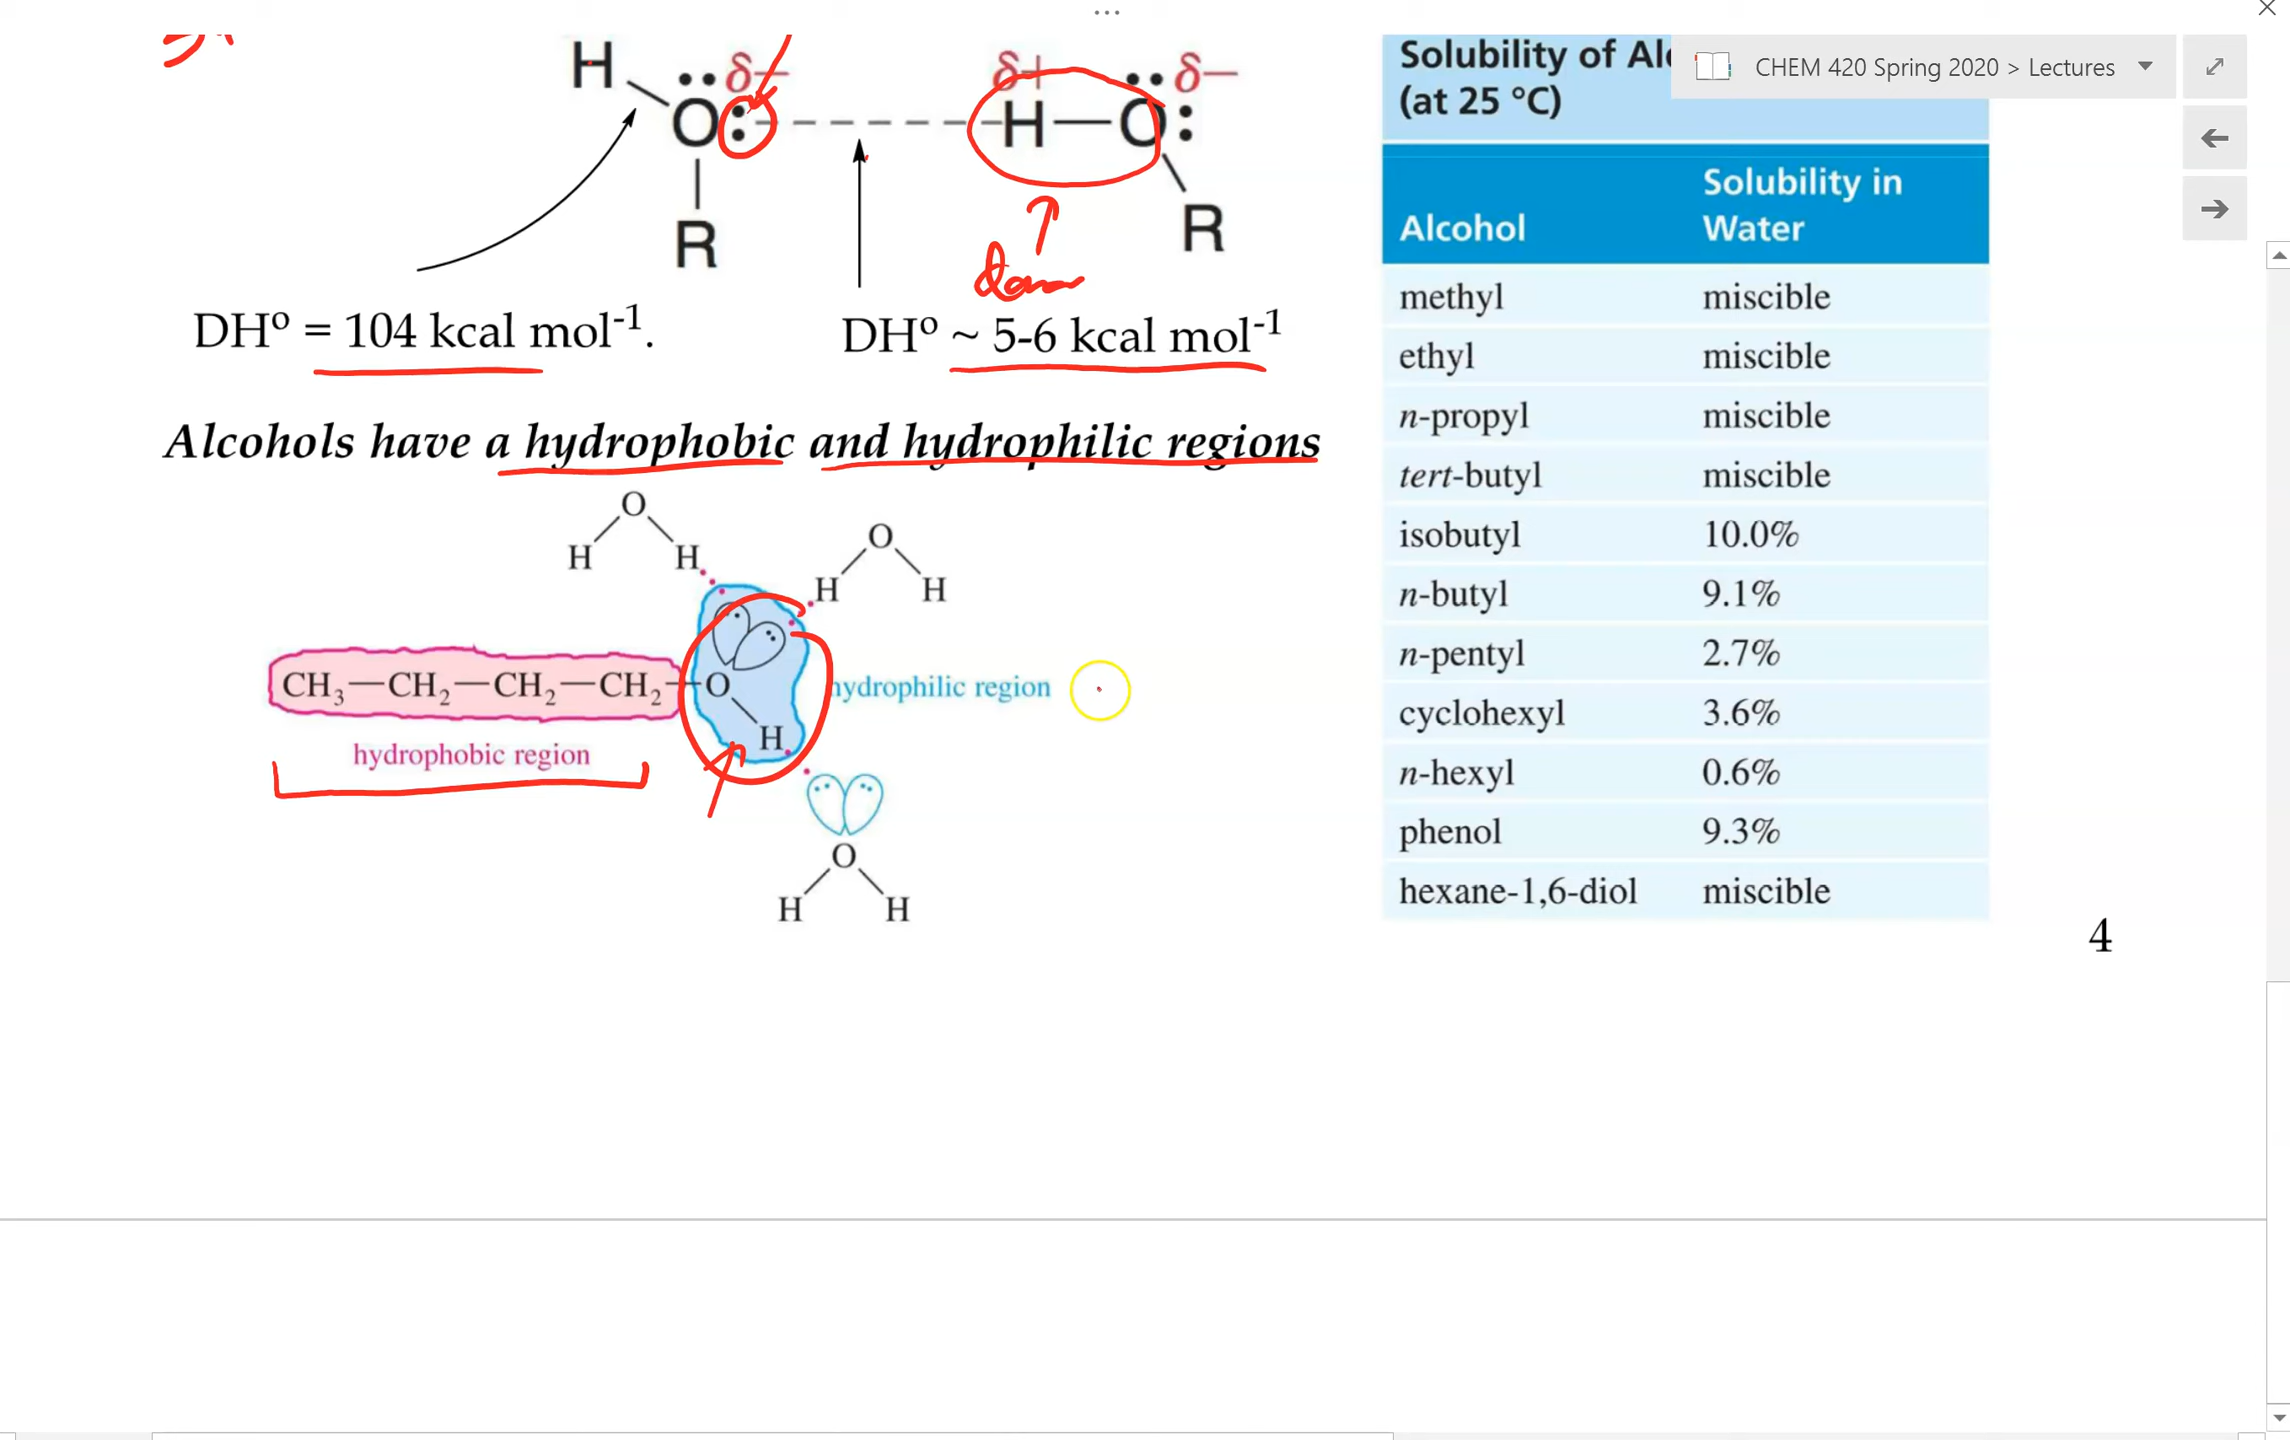 H
δ−
O:
R
δ+
δ−
H—O:
R
DHº = 104 kcal mol-1.
DHº ~ 5-6 kcal mol-1
Alcohols have a hydrophobic and hydrophilic regions
O
H H
O
H H
CH3—CH2—CH2—CH2—O
H
hydrophobic region
hydrophilic region
O
H H
Solubility of Al
(at 25 °C)
CHEM 420 Spring 2020 > Lectures
Alcohol Solubility in Water
methyl miscible
ethyl miscible
n-propyl miscible
tert-butyl miscible
isobutyl 10.0%
n-butyl 9.1%
n-pentyl 2.7%
cyclohexyl 3.6%
n-hexyl 0.6%
phenol 9.3%
hexane-1,6-diol miscible
4